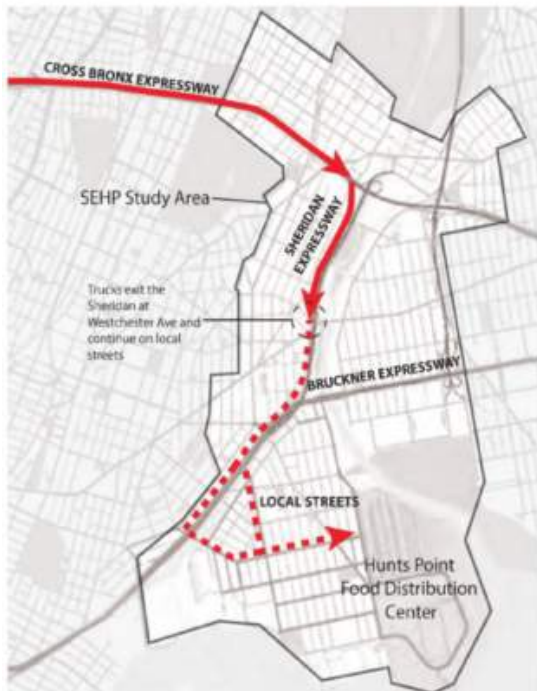 CROSS BRONX EXPRESSWAY
SEHP Study Area
SHERIDAN
EXPRESSWAY
Trucks exit the
Sheridan at
Westchester Ave and
continue on local
streets
BRUCKNER EXPRESSWAY
LOCAL STREETS
Hunts Point
Food Distribution
Center